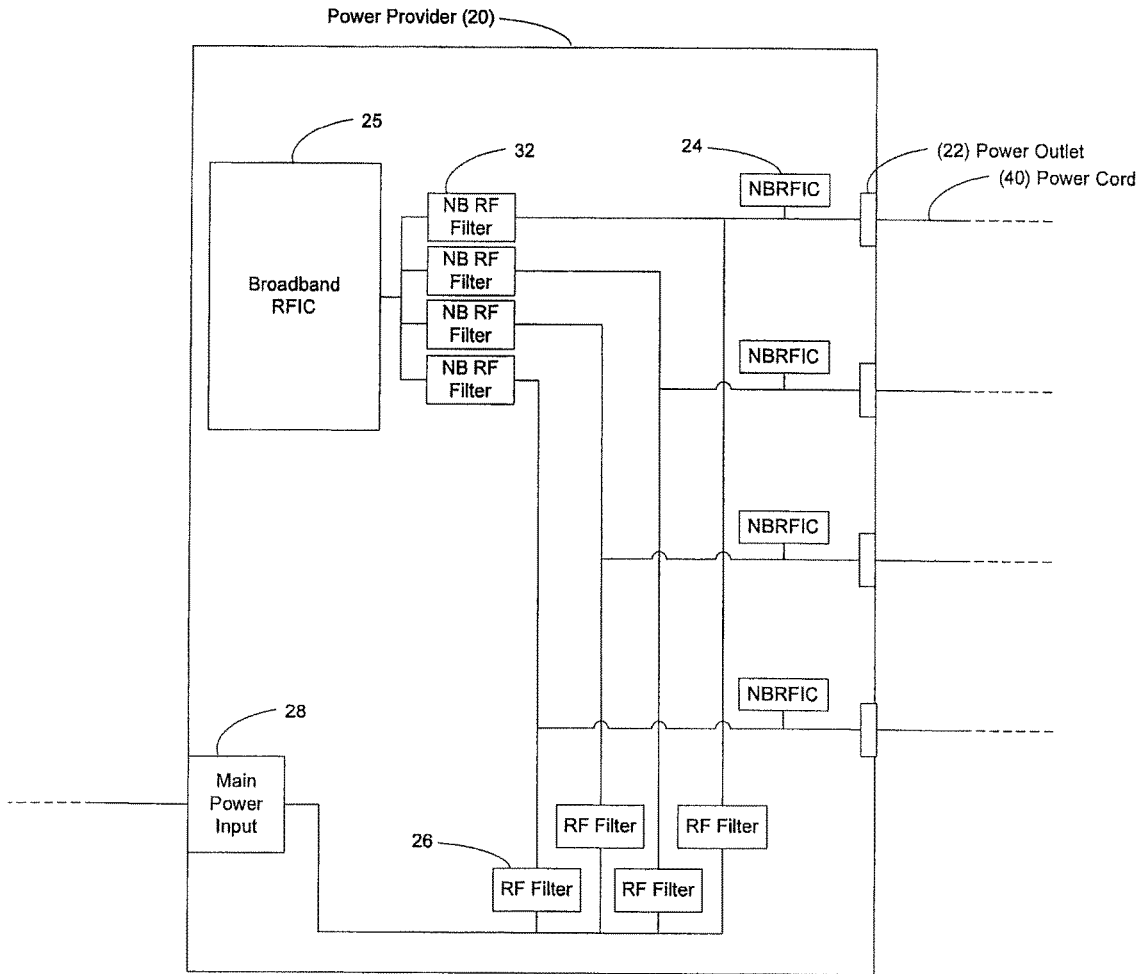 Power Provider (20)
25
32
24
(22) Power Outlet
(40) Power Cord
NBRFIC
NB RF
Filter
NB RF
Filter
NB RF
Filter
NB RF
Filter
Broadband
RFIC
NBRFIC
NBRFIC
NBRFIC
28
Main
Power
Input
26
RF Filter
RF Filter
RF Filter
RF Filter